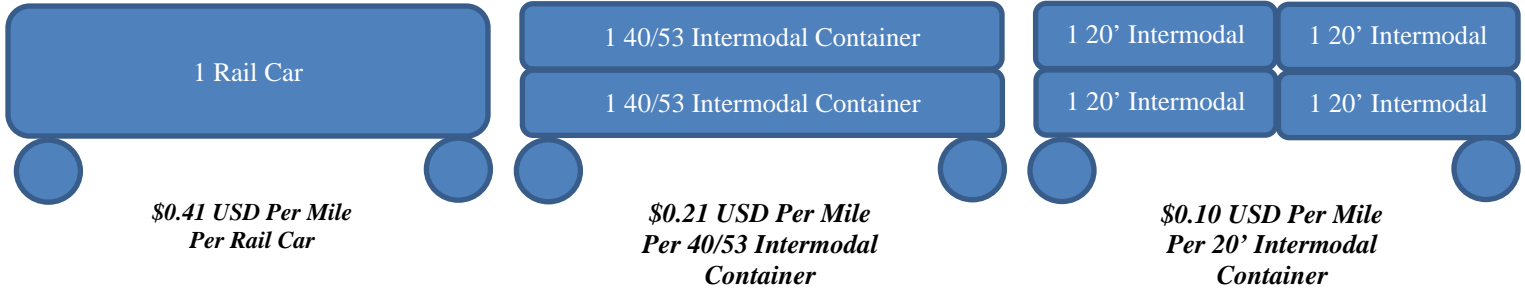 1 Rail Car
$0.41 USD Per Mile
Per Rail Car
1 40/53 Intermodal Container
1 40/53 Intermodal Container
$0.21 USD Per Mile
Per 40/53 Intermodal
Container
1 20’ Intermodal
1 20’ Intermodal
1 20’ Intermodal
1 20’ Intermodal
$0.10 USD Per Mile
Per 20’ Intermodal
Container